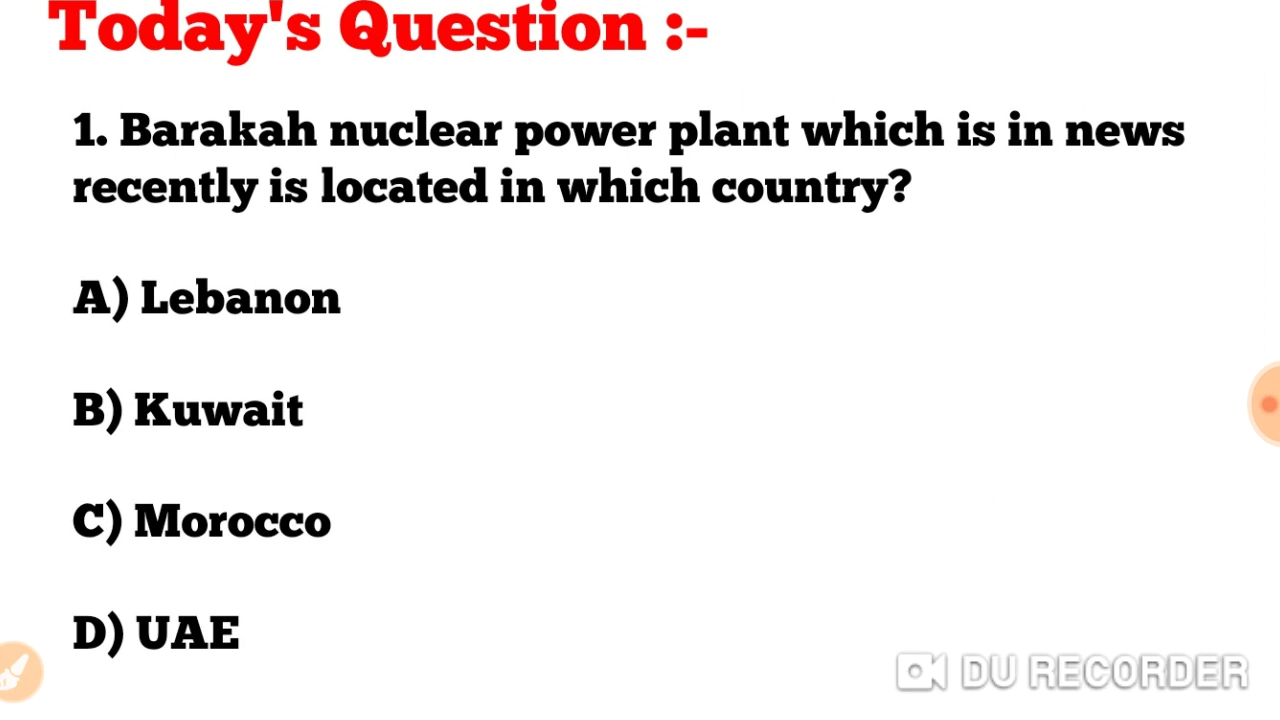 Today's Question :-
1. Barakah nuclear power plant which is in news
recently is located in which country?
A) Lebanon
B) Kuwait
C) Morocco
D) UAE
DU RECORDER